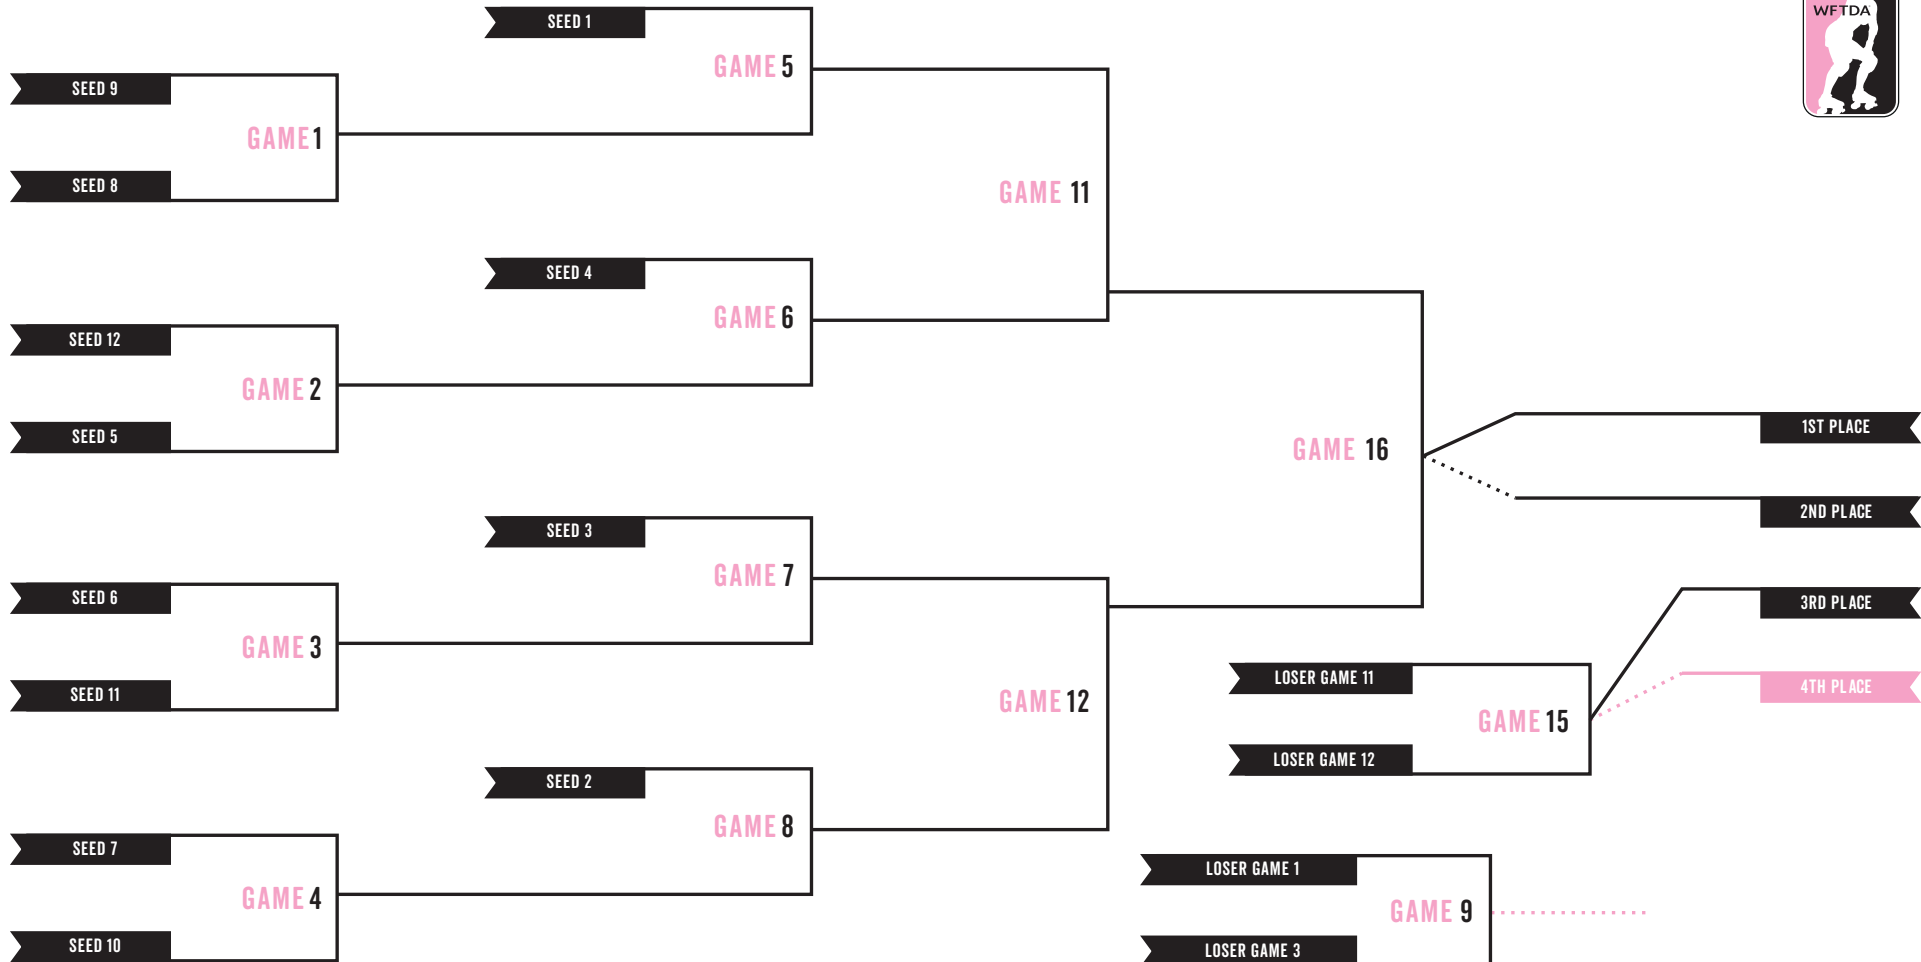 SEED 1
WFTDA
GAME 5
SEED 9
GAME 1
SEED 8
GAME 11
SEED 4
GAME 6
SEED 12
GAME 2
SEED 5
1ST PLACE
GAME 16
2ND PLACE
SEED 3
GAME 7
SEED 6
3RD PLACE
GAME 3
LOSER GAME 11
4TH PLACE
SEED 11
GAME 12
GAME 15
LOSER GAME 12
SEED 2
GAME 8
SEED 7
LOSER GAME 1
GAME 4
GAME 9
SEED 10
LOSER GAME 3